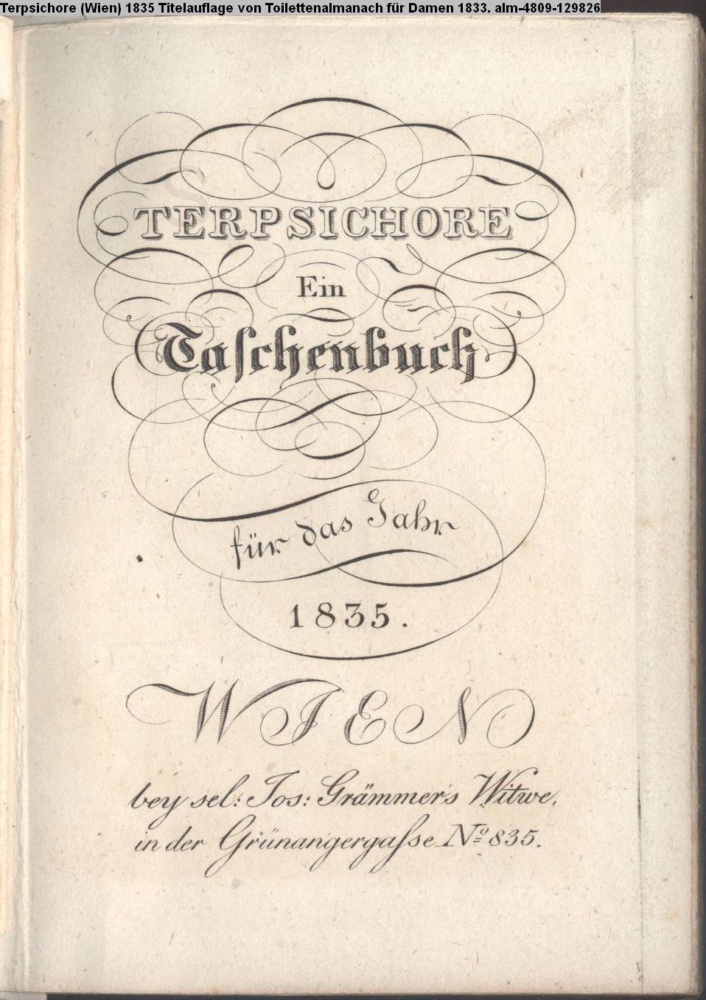 Terpsichore (Wien) 1835 Titelauflage von Toilettenalmanach für Damen 1833. alm-4809-129826
TERPSICHORE
Ein
Taſchenbuch
für das Jahr
1835.
WIEN
bey sel: Jos: Grämmer's Witwe,
in der Grünangergaſse Nº 835.